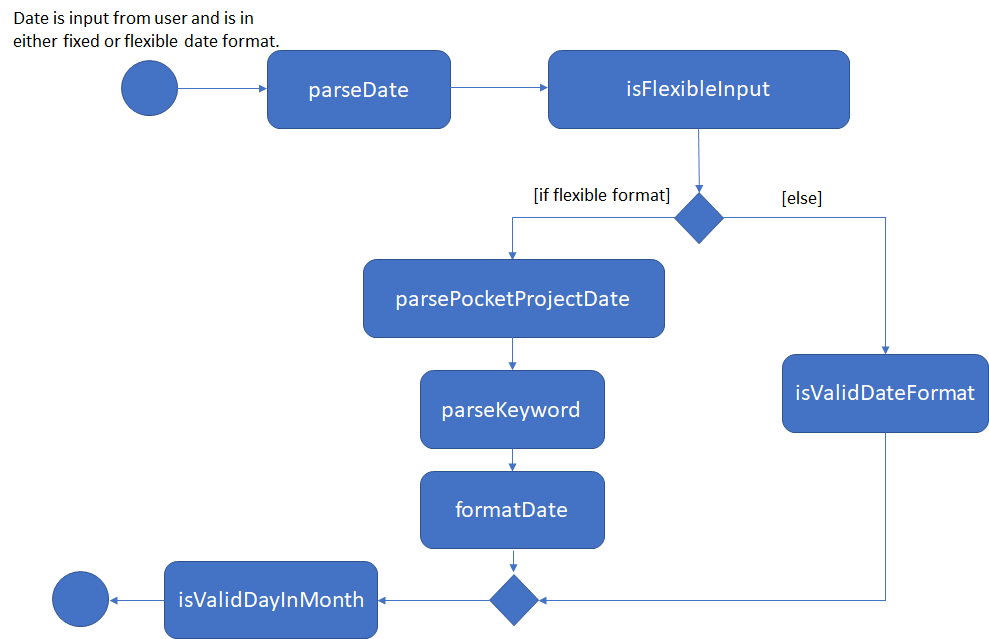 Date is input from user and is in
either fixed or flexible date format.
parseDate
isFlexibleInput
[if flexible format]
[else]
parsePocketProjectDate
isValidDateFormat
parseKeyword
formatDate
isValidDayInMonth